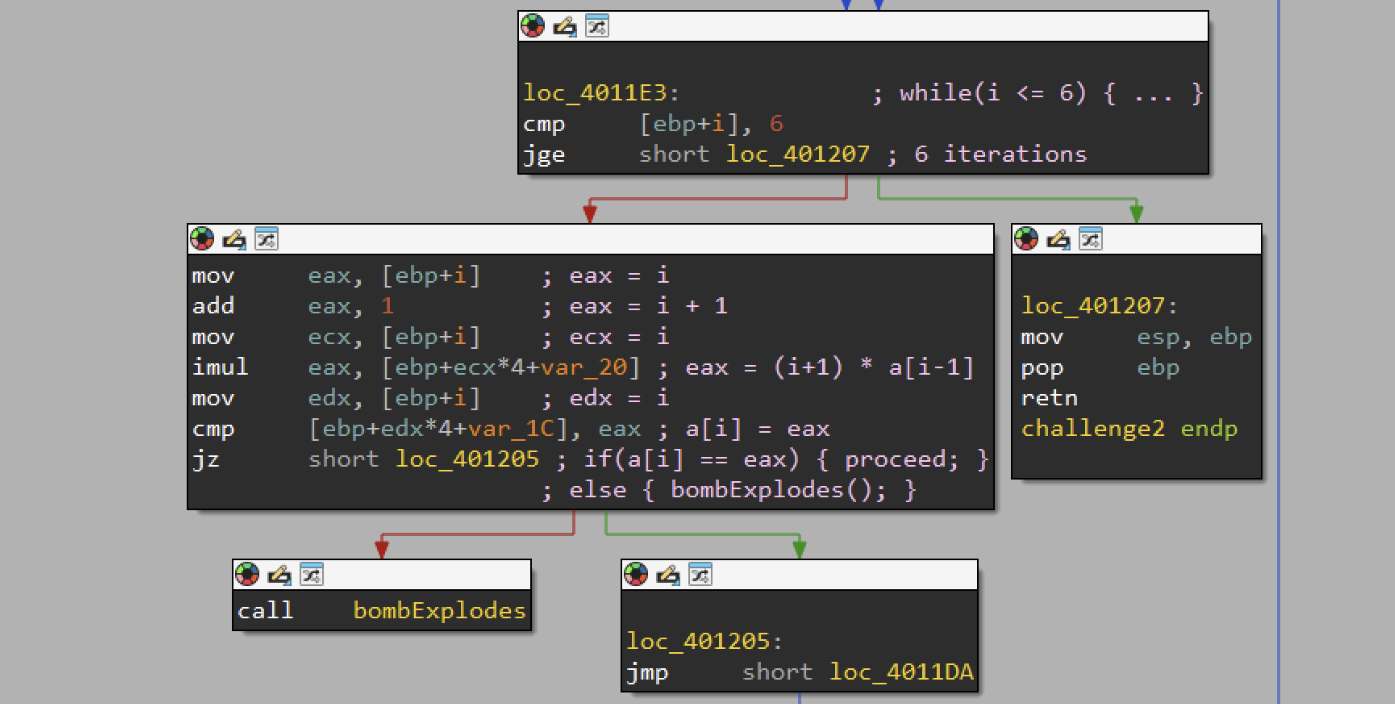 loc_4011E3: ; while(i <= 6) { ... }
cmp [ebp+i], 6
jge short loc_401207 ; 6 iterations
mov eax, [ebp+i] ; eax = i
add eax, 1 ; eax = i + 1
mov ecx, [ebp+i] ; ecx = i
imul eax, [ebp+ecx*4+var_20] ; eax = (i+1) * a[i-1]
mov edx, [ebp+i] ; edx = i
cmp [ebp+edx*4+var_1C], eax ; a[i] = eax
jz short loc_401205 ; if(a[i] == eax) { proceed; }
; else { bombExplodes(); }
loc_401207:
mov esp, ebp
pop ebp
retn
challenge2 endp
call bombExplodes
loc_401205:
jmp short loc_4011DA